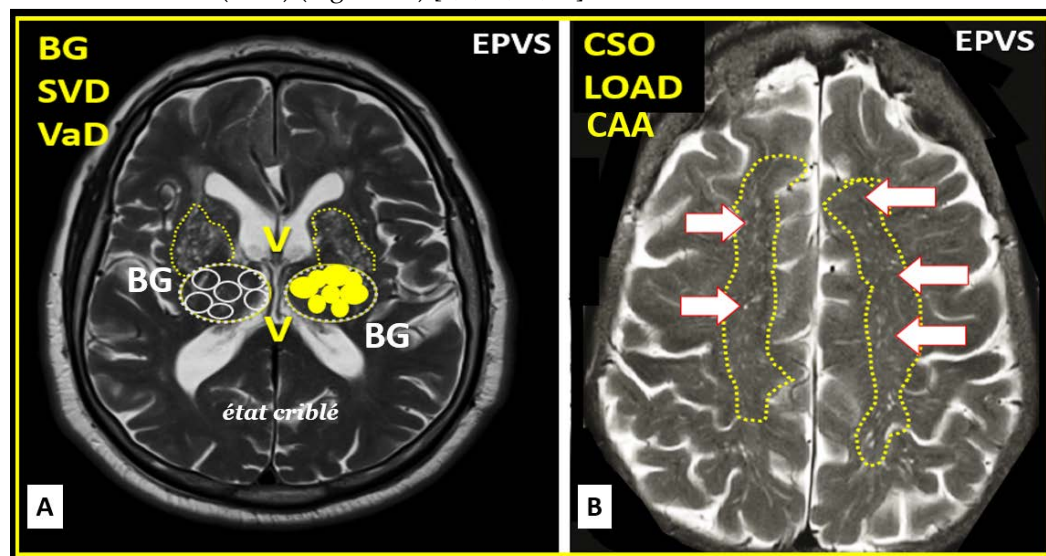 BG
SVD
VaD
EPVS
V
BG
V
BG
état criblé
A
CSO
LOAD
CAA
EPVS
B